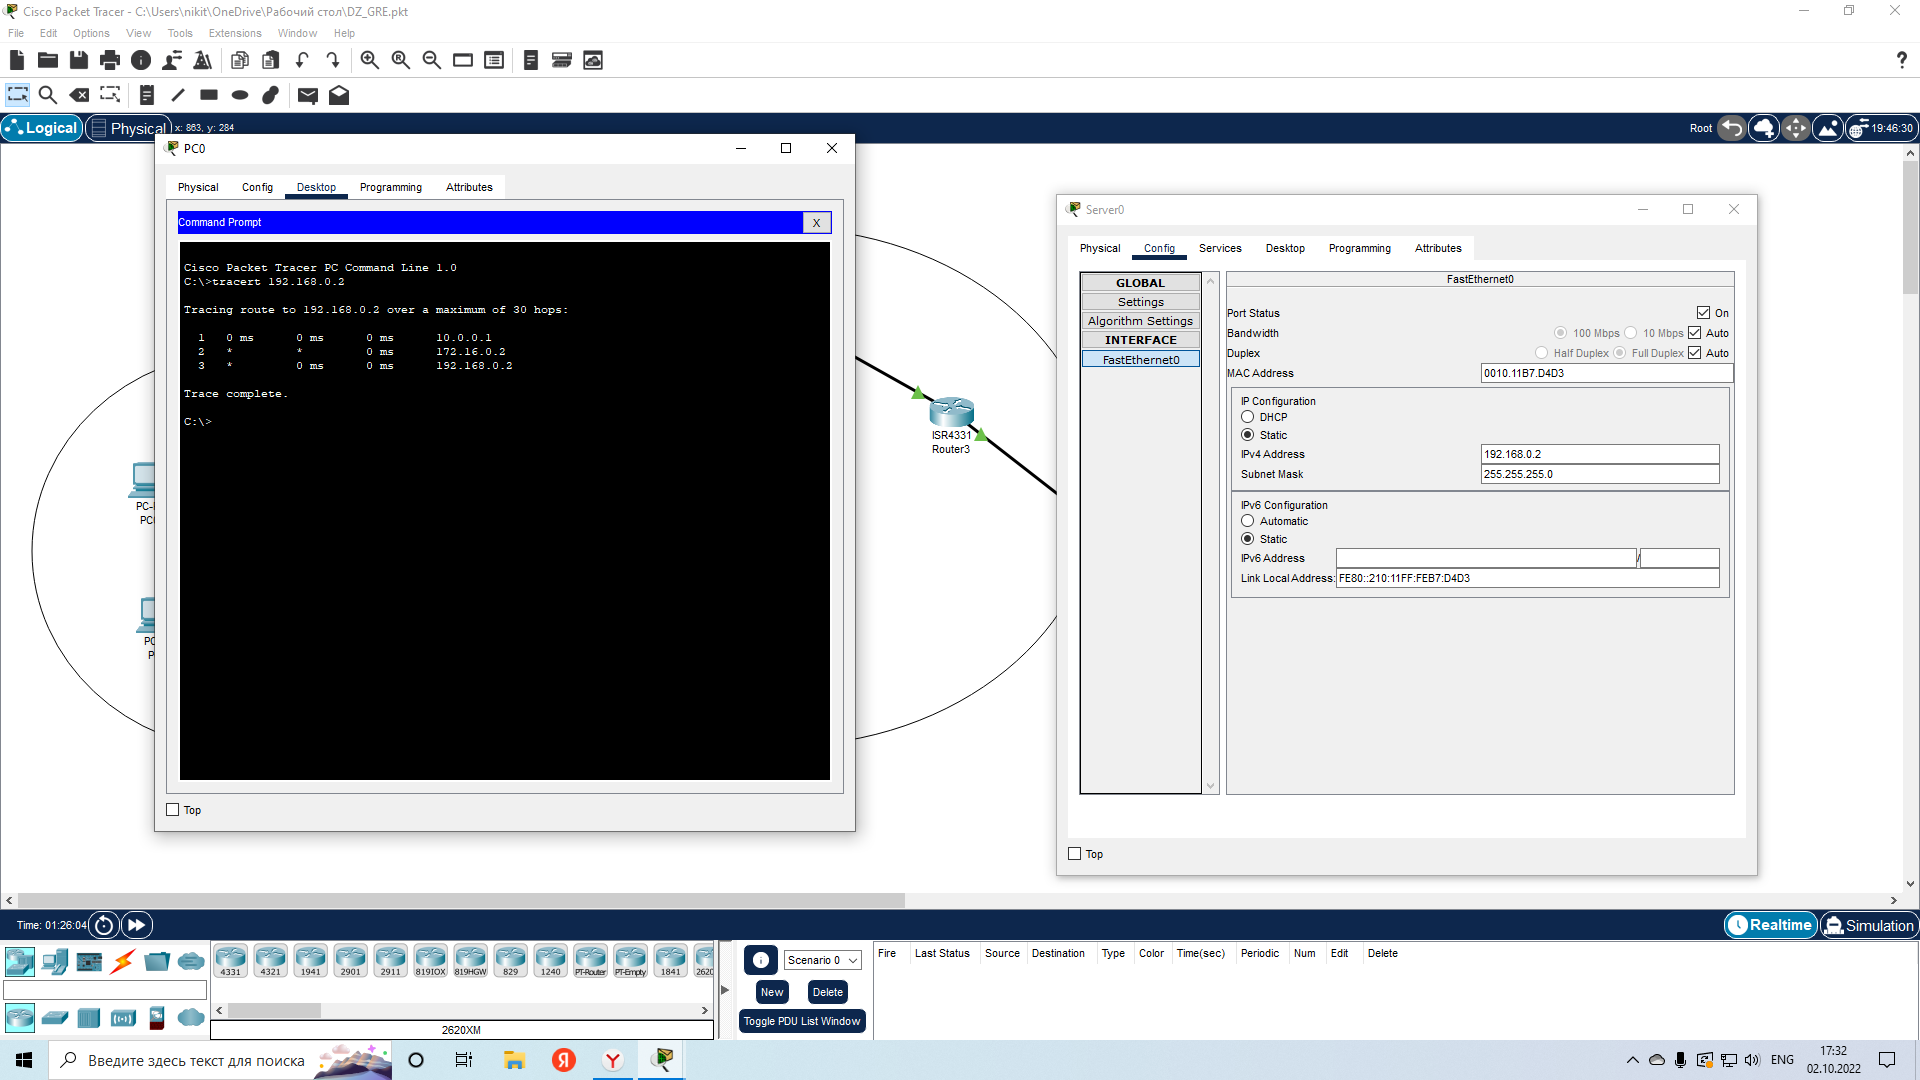 Cisco Packet Tracer - C:\Users\nikit\OneDrive\Рабочий стол\DZ_GRE.pkt
File Edit Options View Tools Extensions Window Help
Logical Physical x: 863, y: 284
Root 19:46:30
PC0
Physical Config Desktop Programming Attributes
Command Prompt X
Cisco Packet Tracer PC Command Line 1.0
C:\>tracert 192.168.0.2
Tracing route to 192.168.0.2 over a maximum of 30 hops:
1 0 ms 0 ms 0 ms 10.0.0.1
2 * * 0 ms 172.16.0.2
3 * 0 ms 0 ms 192.168.0.2
Trace complete.
C:\>
Top
ISR4331
Router3
Server0
Physical Config Services Desktop Programming Attributes
GLOBAL
Settings
Algorithm Settings
INTERFACE
FastEthernet0
FastEthernet0
Port Status On
Bandwidth 100 Mbps 10 Mbps Auto
Duplex Half Duplex Full Duplex Auto
MAC Address 0010.11B7.D4D3
IP Configuration
DHCP
Static
IPv4 Address 192.168.0.2
Subnet Mask 255.255.255.0
IPv6 Configuration
Automatic
Static
IPv6 Address /
Link Local Address: FE80::210:11FF:FEB7:D4D3
Top
Time: 01:26:04
Realtime Simulation
4331 4321 1941 2901 2911 819IOX 819HGW 829 1240 PT-Router PT-Empty 1841
2620XM
Scenario 0
New Delete
Toggle PDU List Window
Fire Last Status Source Destination Type Color Time(sec) Periodic Num Edit Delete
Введите здесь текст для поиска
ENG
17:32
02.10.2022